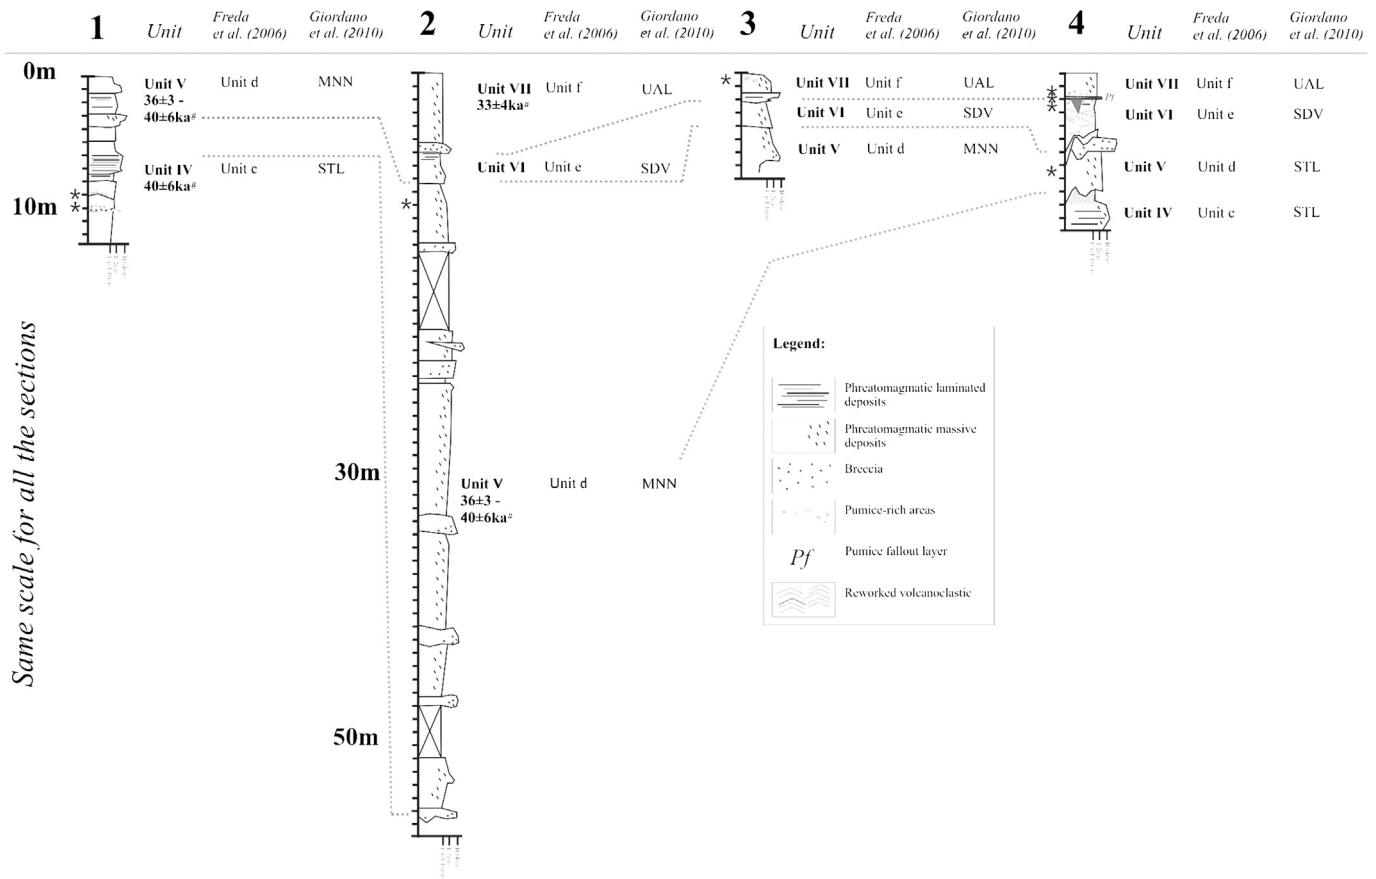 1 Unit Freda et al. (2006) Giordano et al. (2010)
2 Unit Freda et al. (2006) Giordano et al. (2010)
3 Unit Freda et al. (2006) Giordano et al. (2010)
4 Unit Freda et al. (2006) Giordano et al. (2010)
0m
10m
30m
50m
Same scale for all the sections
Unit V Unit d MNN
36±3 -
40±6ka#
Unit IV Unit c STL
40±6ka#
*
*
Unit VII Unit f UAL
33±4ka#
Unit VI Unit e SDV
*
Unit V Unit d MNN
36±3 -
40±6ka#
*
Unit VII Unit f UAL
Unit VI Unit e SDV
Unit V Unit d MNN
*
*
*
Pf
*
Unit VII Unit f UAL
Unit VI Unit e SDV
Unit V Unit d STL
Unit IV Unit c STL
Legend:
Phreatomagmatic laminated
deposits
Phreatomagmatic massive
deposits
Breccia
Pumice-rich areas
Pf Pumice fallout layer
Reworked volcanoclastic